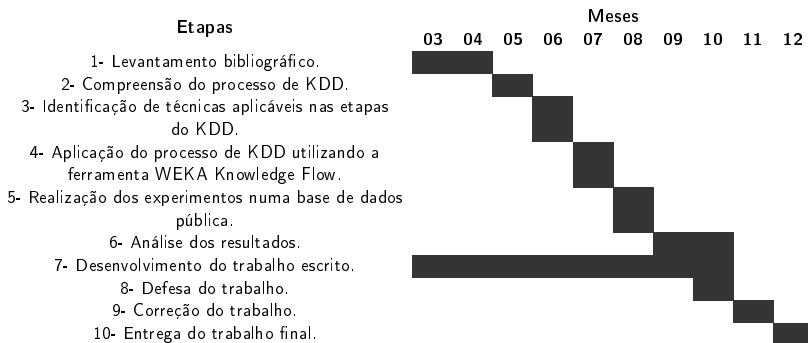 Etapas
Meses
03 04 05 06 07 08 09 10 11 12
1- Levantamento bibliográfico.
2- Compreensão do processo de KDD.
3- Identificação de técnicas aplicáveis nas etapas
do KDD.
4- Aplicação do processo de KDD utilizando a
ferramenta WEKA Knowledge Flow.
5- Realização dos experimentos numa base de dados
pública.
6- Análise dos resultados.
7- Desenvolvimento do trabalho escrito.
8- Defesa do trabalho.
9- Correção do trabalho.
10- Entrega do trabalho final.